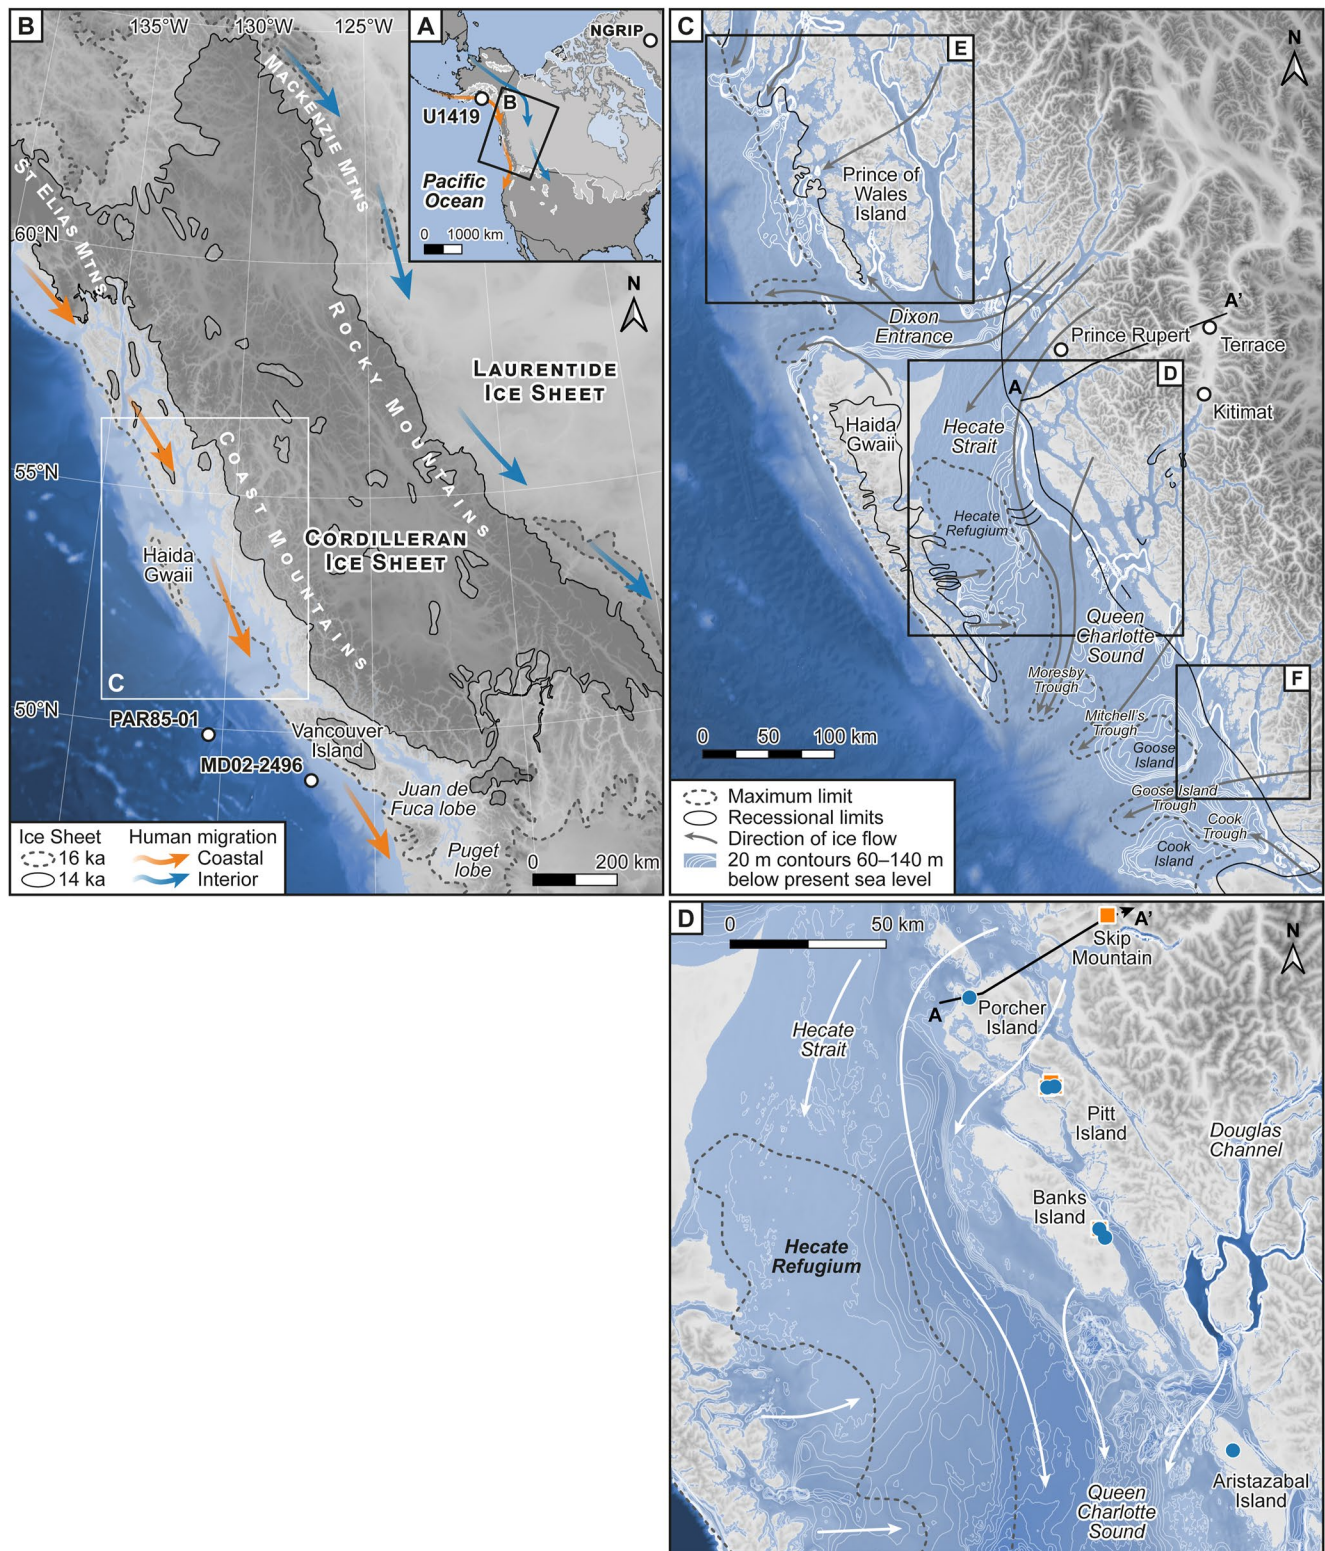 B
135°W
130°W
125°W
60°N
55°N
50°N
MACKENZIE MTNS
ST ELIAS MTNS
ROCKY MOUNTAINS
COAST MOUNTAINS
LAURENTIDE
ICE SHEET
CORDILLERAN
ICE SHEET
N
Haida
Gwaii
C
PAR85-01
MD02-2496
Vancouver
Island
Juan de
Fuca lobe
Puget
lobe
0 200 km
Ice Sheet
16 ka
14 ka
Human migration
Coastal
Interior
A
NGRIP
U1419
B
Pacific
Ocean
0 1000 km
C
E
N
Prince of
Wales
Island
Dixon
Entrance
Prince Rupert
A'
Terrace
Kitimat
D
A
Haida
Gwaii
Hecate
Strait
Hecate
Refugium
Queen
Charlotte
Sound
Moresby
Trough
Mitchell's
Trough
Goose
Island
Goose Island
Trough
Cook
Trough
Cook
Island
F
0 50 100 km
Maximum limit
Recessional limits
Direction of ice flow
20 m contours 60–140 m
below present sea level
D
0 50 km
A'
N
Skip
Mountain
A
Porcher
Island
Hecate
Strait
Pitt
Island
Douglas
Channel
Banks
Island
Hecate
Refugium
Queen
Charlotte
Sound
Aristazabal
Island